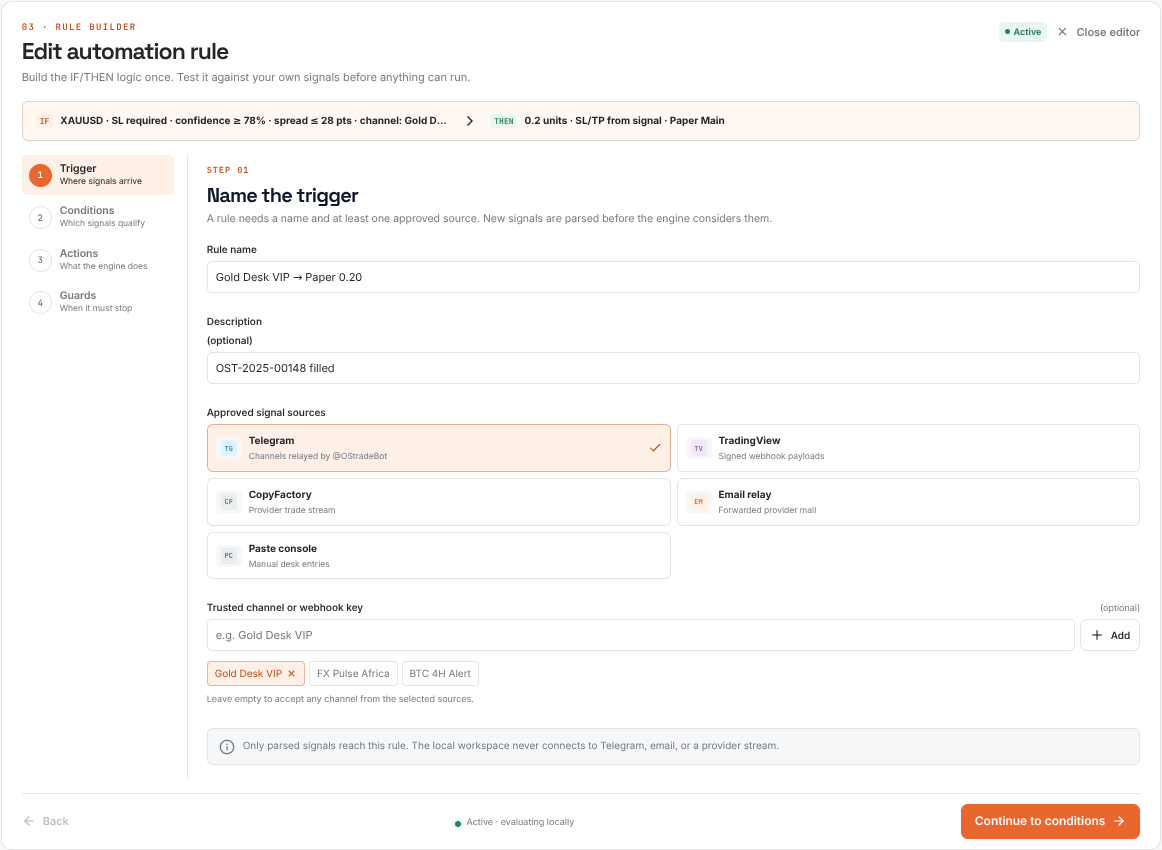 03 · RULE BUILDER
Edit automation rule
Build the IF/THEN logic once. Test it against your own signals before anything can run.
Active
Close editor
IF XAUUSD · SL required · confidence ≥ 78% · spread ≤ 28 pts · channel: Gold D...
THEN 0.2 units · SL/TP from signal · Paper Main
1 Trigger
Where signals arrive
2 Conditions
Which signals qualify
3 Actions
What the engine does
4 Guards
When it must stop
STEP 01
Name the trigger
A rule needs a name and at least one approved source. New signals are parsed before the engine considers them.
Rule name
Gold Desk VIP → Paper 0.20
Description
(optional)
OST-2025-00148 filled
Approved signal sources
TG Telegram
Channels relayed by @OStradeBot
TV TradingView
Signed webhook payloads
CF CopyFactory
Provider trade stream
EM Email relay
Forwarded provider mail
PC Paste console
Manual desk entries
Trusted channel or webhook key
(optional)
e.g. Gold Desk VIP
+ Add
Gold Desk VIP ×
FX Pulse Africa
BTC 4H Alert
Leave empty to accept any channel from the selected sources.
Only parsed signals reach this rule. The local workspace never connects to Telegram, email, or a provider stream.
← Back
Active · evaluating locally
Continue to conditions →